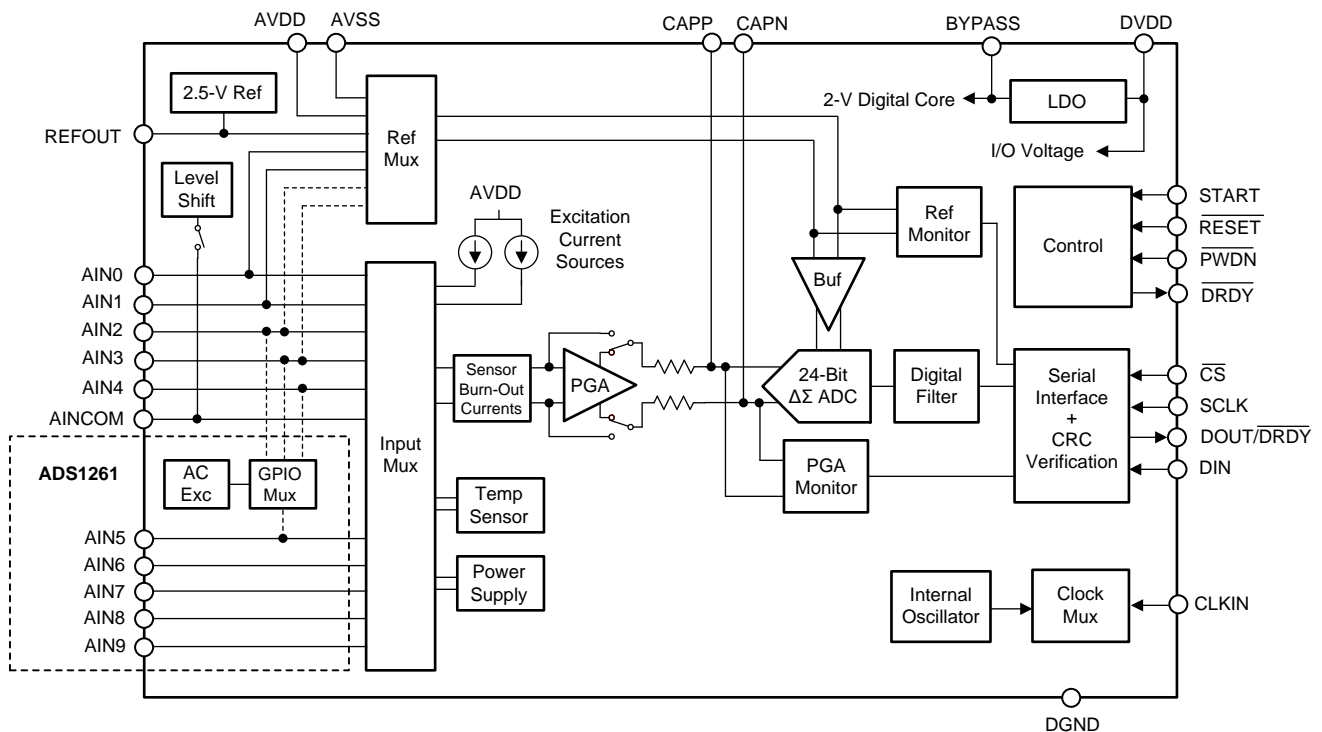 AVDD
AVSS
CAPP
CAPN
BYPASS
DVDD
2.5-V Ref
2-V Digital Core
LDO
REFOUT
Ref
Mux
I/O Voltage
Level
Shift
AVDD
Excitation
Current
Sources
Ref
Monitor
Control
START
RESET
PWDN
DRDY
AIN0
AIN1
AIN2
AIN3
AIN4
AINCOM
Buf
Input
Mux
Sensor
Burn-Out
Currents
PGA
24-Bit
ΔΣ ADC
Digital
Filter
Serial
Interface
+
CRC
Verification
CS
SCLK
DOUT/DRDY
DIN
PGA
Monitor
ADS1261
AC
Exc
GPIO
Mux
Temp
Sensor
Power
Supply
AIN5
AIN6
AIN7
AIN8
AIN9
Internal
Oscillator
Clock
Mux
CLKIN
DGND